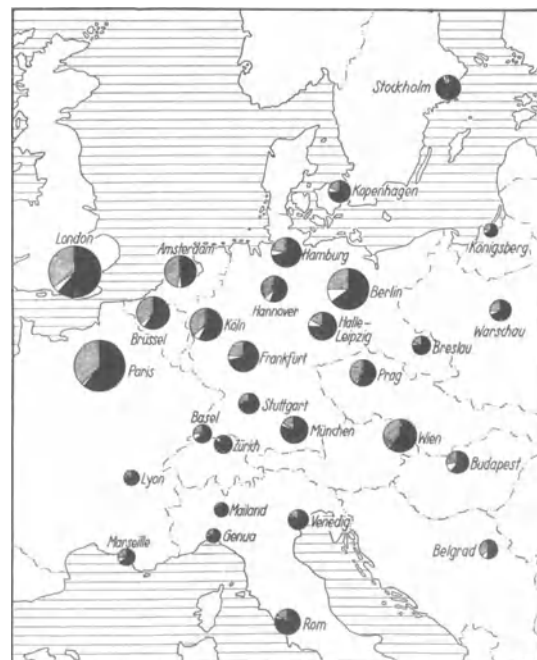 Stockholm
Kopenhagen
Königsberg
London
Amsterdam
Hamburg
Hannover
Berlin
Warschau
Brüssel
Köln
Halle-
Leipzig
Breslau
Paris
Frankfurt
Prag
Stuttgart
Basel
München
Wien
Zürich
Budapest
Lyon
Mailand
Venedig
Genua
Marseille
Belgrad
Rom